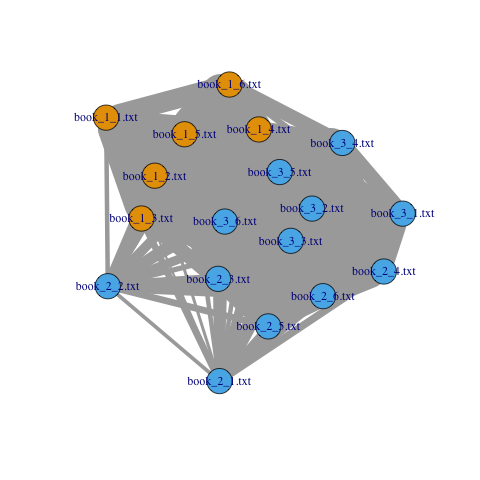 book_1_6.txt
book_1_1.txt
book_1_5.txt
book_1_4.txt
book_3_4.txt
book_3_5.txt
book_1_2.txt
book_3_2.txt
book_3_1.txt
book_1_3.txt
book_3_6.txt
book_3_3.txt
book_2_4.txt
book_2_3.txt
book_2_2.txt
book_2_6.txt
book_2_5.txt
book_2_1.txt